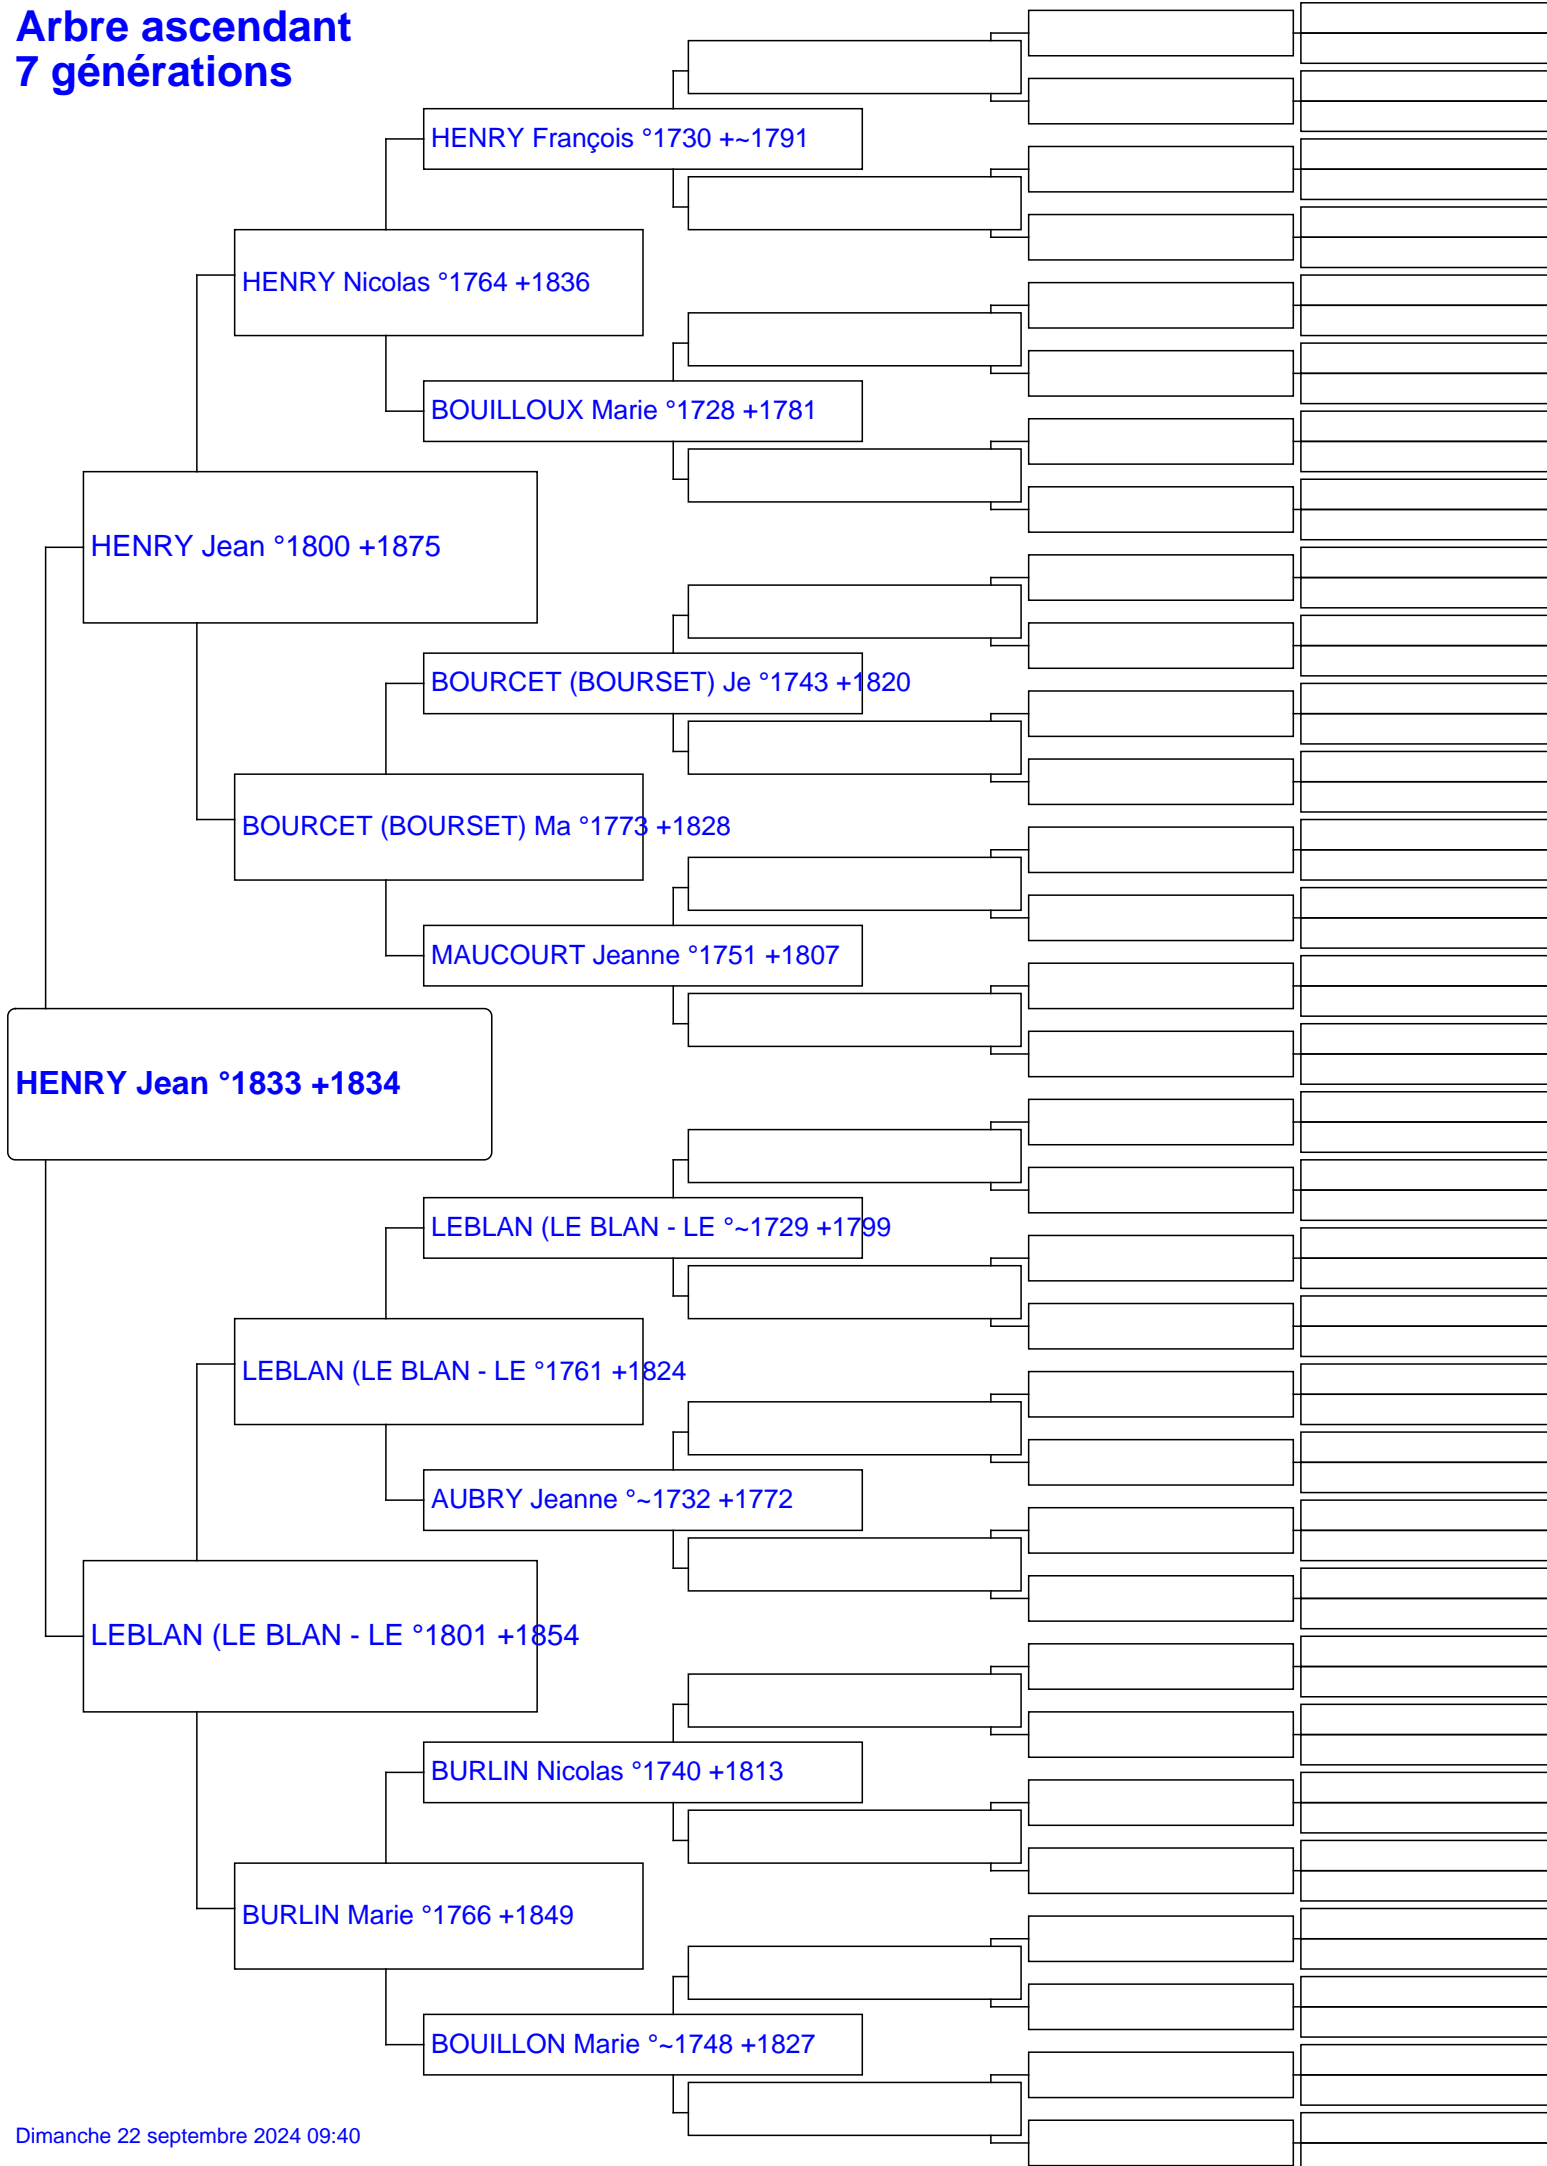 Arbre ascendant
7 générations
HENRY François °1730 +~1791
HENRY Nicolas °1764 +1836
BOUILLOUX Marie °1728 +1781
HENRY Jean °1800 +1875
BOURCET (BOURSET) Je °1743 +1820
BOURCET (BOURSET) Ma °1773 +1828
MAUCOURT Jeanne °1751 +1807
HENRY Jean °1833 +1834
LEBLAN (LE BLAN - LE °~1729 +1799
LEBLAN (LE BLAN - LE °1761 +1824
AUBRY Jeanne °~1732 +1772
LEBLAN (LE BLAN - LE °1801 +1854
BURLIN Nicolas °1740 +1813
BURLIN Marie °1766 +1849
BOUILLON Marie °~1748 +1827
Dimanche 22 septembre 2024 09:40